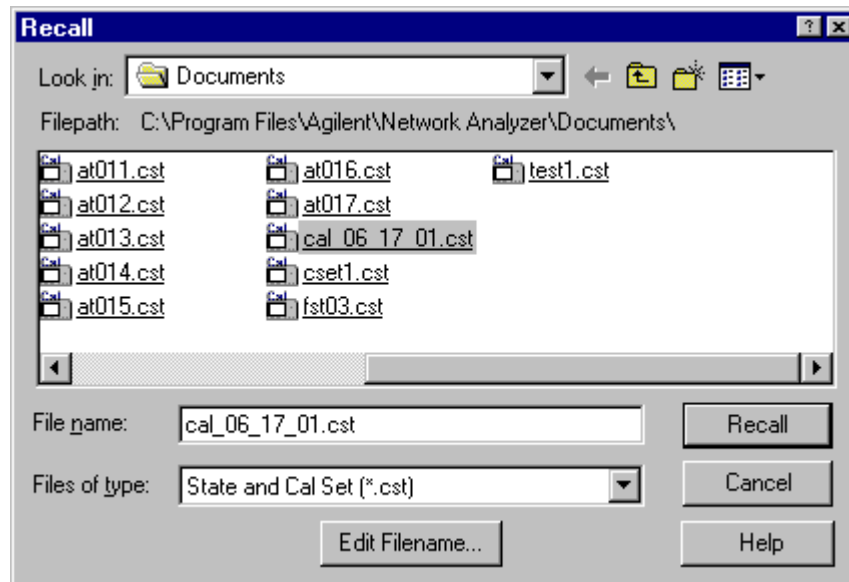 Recall
Look in: Documents
Filepath: C:\Program Files\Agilent\Network Analyzer\Documents\
at011.cst at016.cst test1.cst
at012.cst at017.cst
at013.cst cal_06_17_01.cst
at014.cst cset1.cst
at015.cst fst03.cst
File name: cal_06_17_01.cst Recall
Files of type: State and Cal Set (*.cst) Cancel
Edit Filename... Help